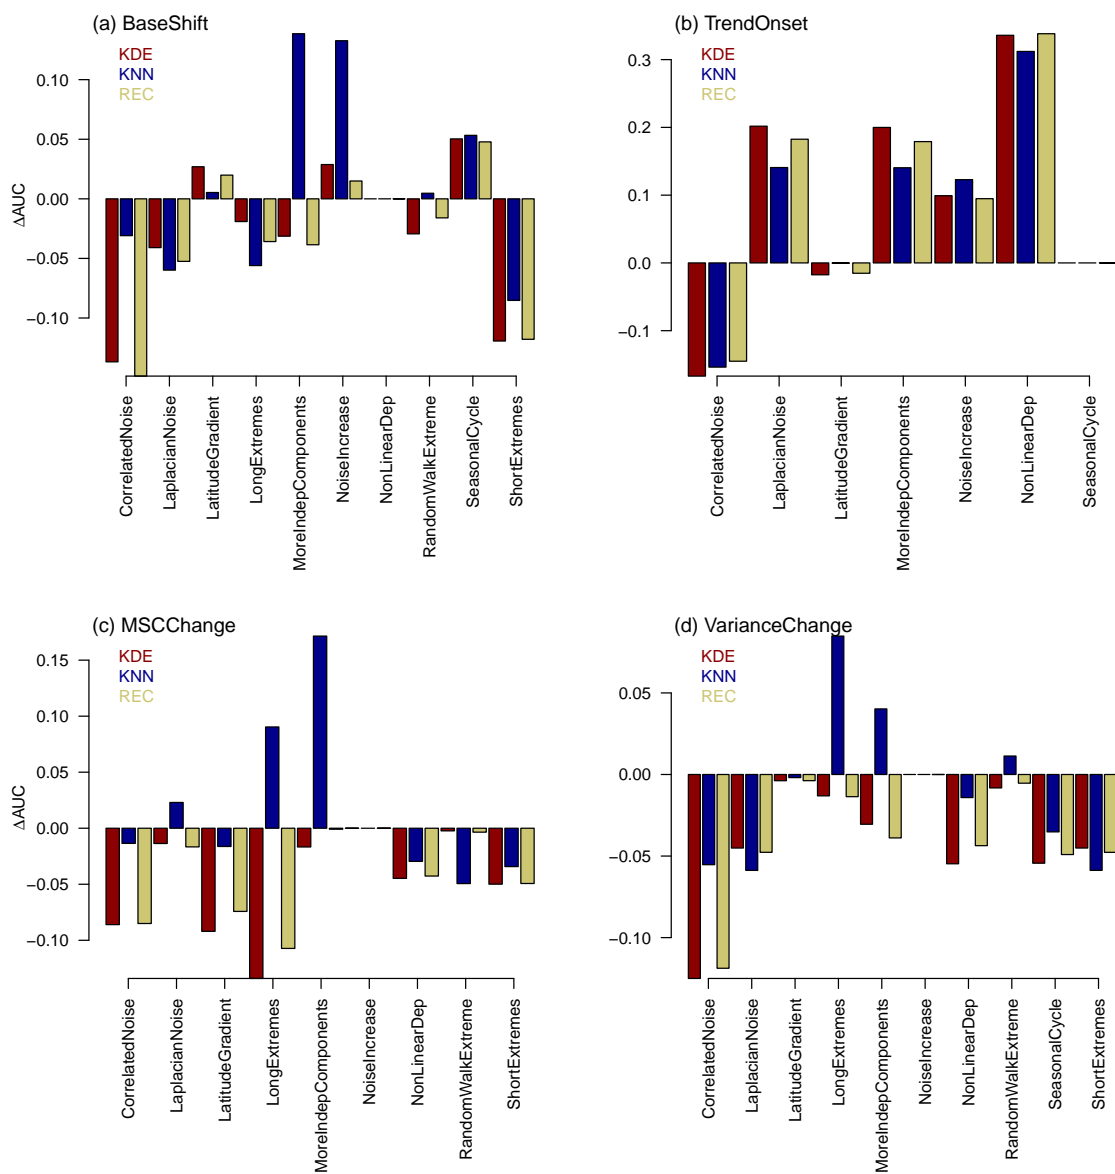 (a) BaseShift
KDE
KNN
REC
ΔAUC
0.10
0.05
0.00
−0.05
−0.10
CorrelatedNoise
LaplacianNoise
LatitudeGradient
LongExtremes
MoreIndepComponents
NoiseIncrease
NonLinearDep
RandomWalkExtreme
SeasonalCycle
ShortExtremes
(b) TrendOnset
KDE
KNN
REC
0.3
0.2
0.1
0.0
−0.1
CorrelatedNoise
LaplacianNoise
LatitudeGradient
MoreIndepComponents
NoiseIncrease
NonLinearDep
SeasonalCycle
(c) MSCChange
KDE
KNN
REC
ΔAUC
0.15
0.10
0.05
0.00
−0.05
−0.10
CorrelatedNoise
LaplacianNoise
LatitudeGradient
LongExtremes
MoreIndepComponents
NoiseIncrease
NonLinearDep
RandomWalkExtreme
ShortExtremes
(d) VarianceChange
KDE
KNN
REC
0.05
0.00
−0.05
−0.10
CorrelatedNoise
LaplacianNoise
LatitudeGradient
LongExtremes
MoreIndepComponents
NoiseIncrease
NonLinearDep
RandomWalkExtreme
SeasonalCycle
ShortExtremes